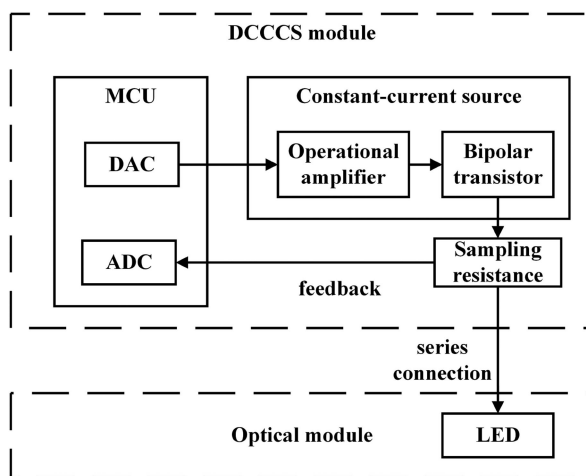 DCCCS module
MCU
Constant-current source
DAC
Operational
amplifier
Bipolar
transistor
ADC
Sampling
resistance
feedback
series
connection
Optical module
LED